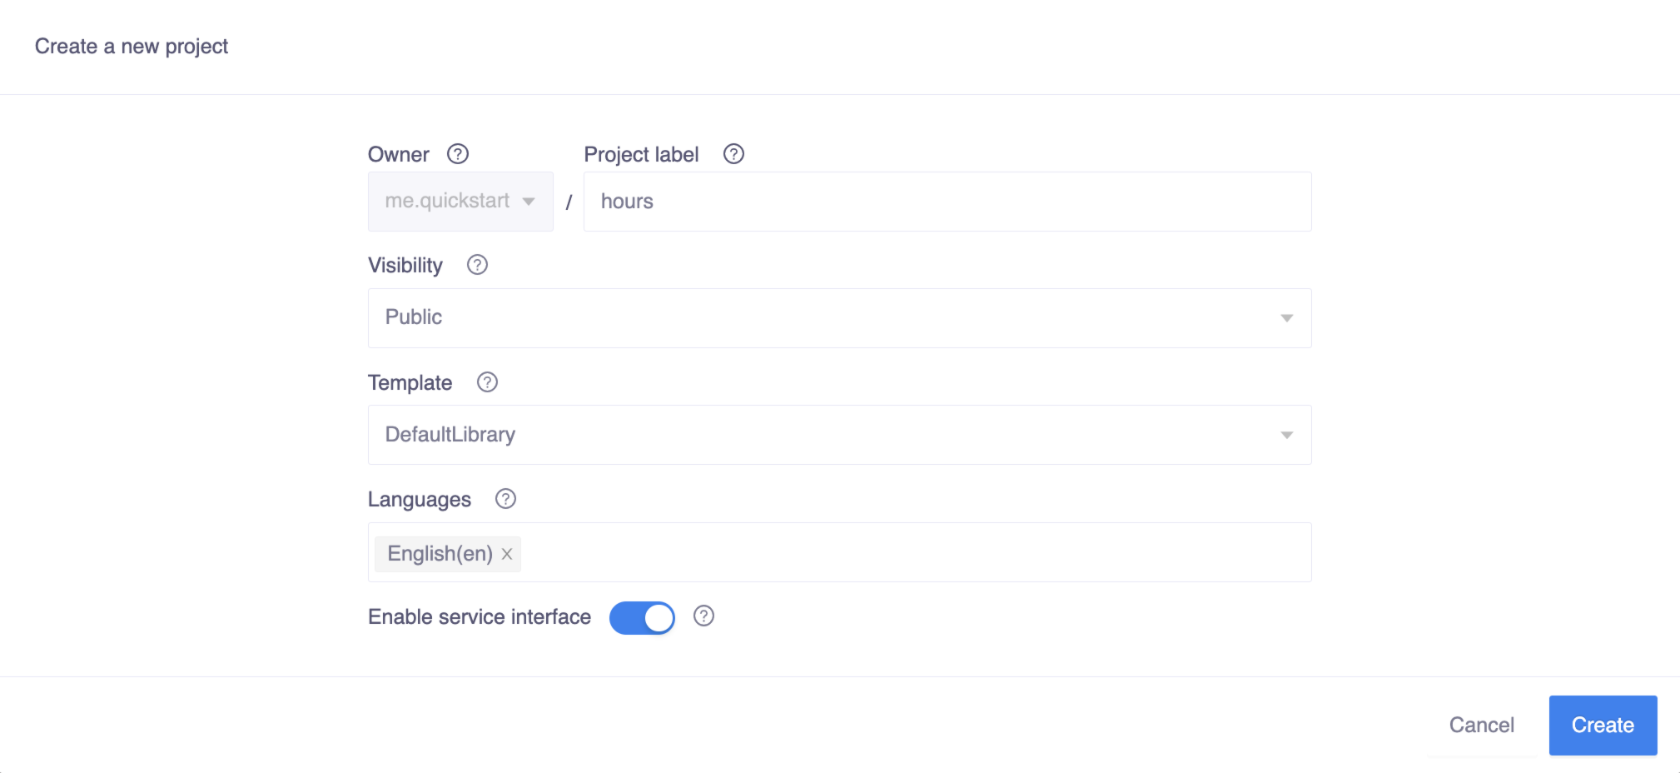 Create a new project
Owner ? Project label ?
me.quickstart / hours
Visibility ?
Public
Template ?
DefaultLibrary
Languages ?
English(en) x
Enable service interface ?
Cancel Create